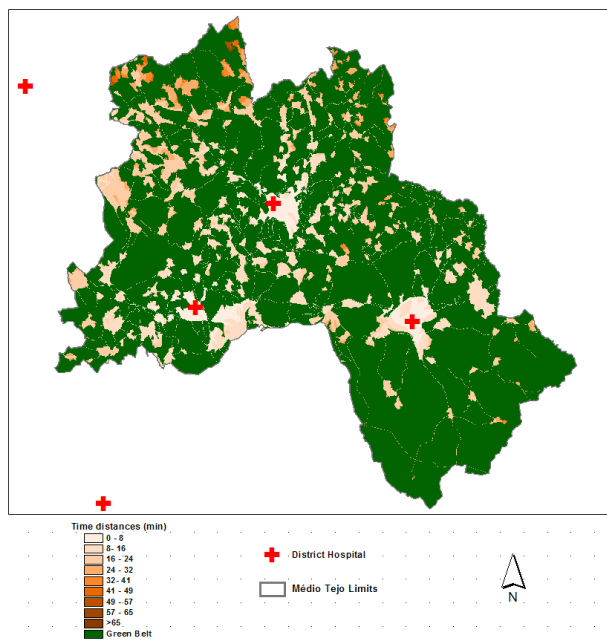 Time distances (min)
0 - 8
8- 16
16 - 24
24 - 32
32- 41
41 - 49
49 - 57
57 - 65
>65
Green Belt
District Hospital
Médio Tejo Limits
N